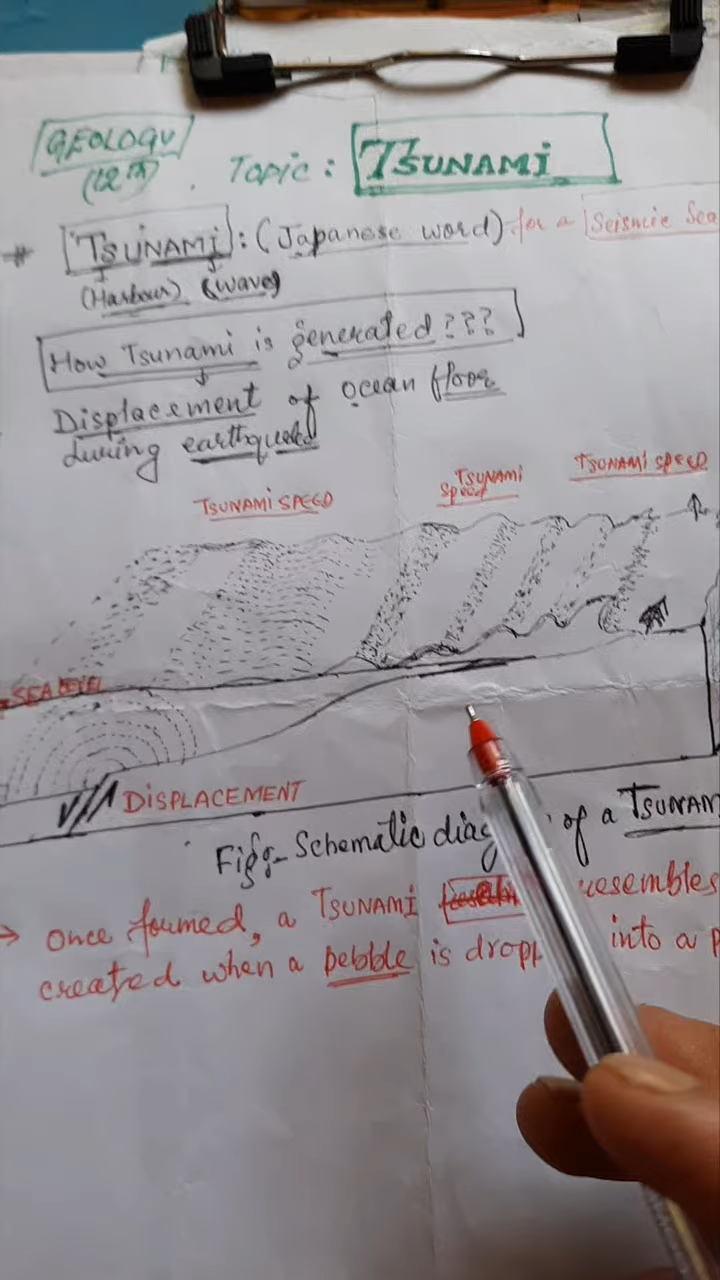 GEOLOGY
(12th)
Topic: TSUNAMI
# TSUNAMI: (Japanese word) for a Seismic Sea
(Harbour) (wave)
How Tsunami is generated???
Displacement of ocean floor
during earthquake
TSUNAMI SPEED
TSUNAMI
Speed
TSUNAMI SPEED
SEA LEVEL
DISPLACEMENT
Fig:- Schematic diag of a TSUNAM
→ Once formed, a TSUNAMI resembles
created when a pebble is dropp into a p